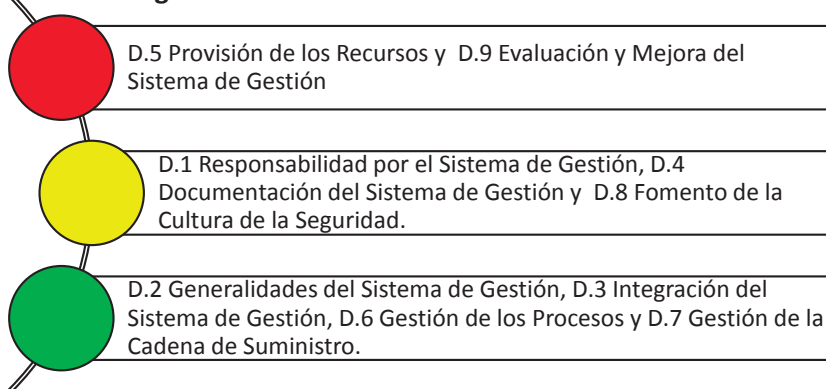 D.5 Provisión de los Recursos y D.9 Evaluación y Mejora del
Sistema de Gestión
D.1 Responsabilidad por el Sistema de Gestión, D.4
Documentación del Sistema de Gestión y D.8 Fomento de la
Cultura de la Seguridad.
D.2 Generalidades del Sistema de Gestión, D.3 Integración del
Sistema de Gestión, D.6 Gestión de los Procesos y D.7 Gestión de la
Cadena de Suministro.